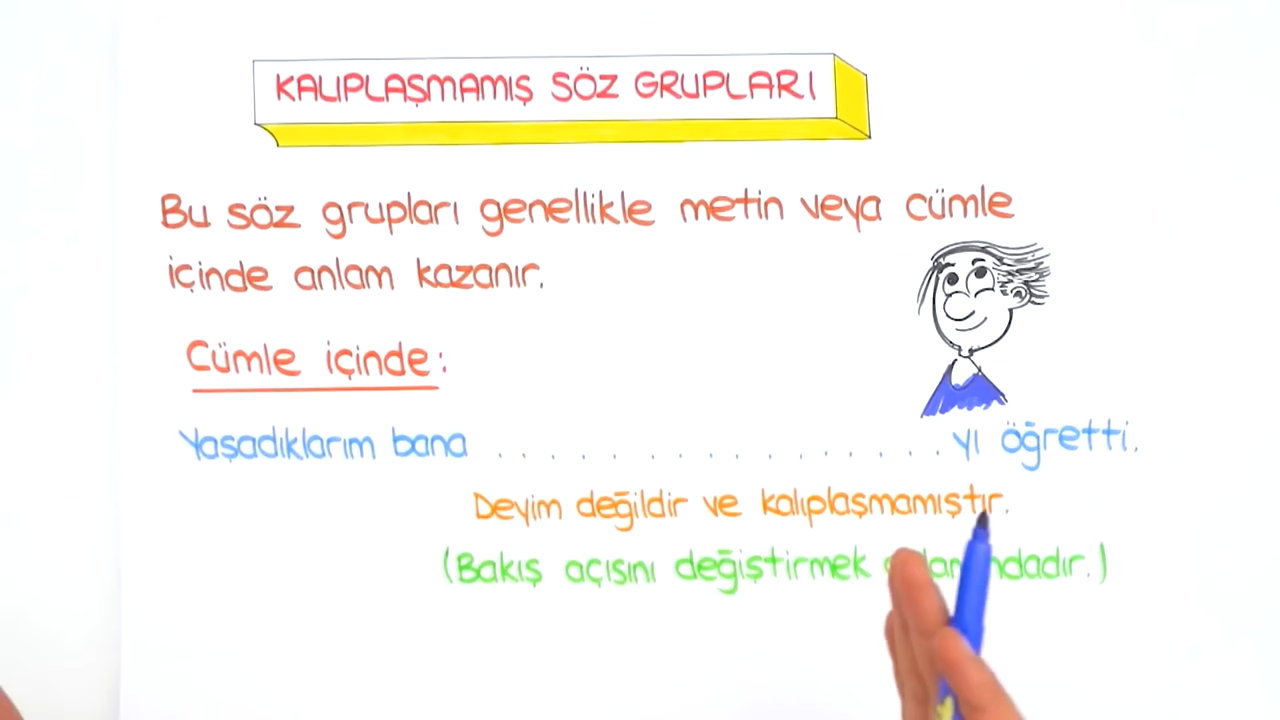 KALIPLAŞMAMIŞ SÖZ GRUPLARI
Bu söz grupları genellikle metin veya cümle
içinde anlam kazanır.
Cümle içinde:
Yaşadıklarım bana . . . . . . . . . . . . . . yı öğretti.
Deyim değildir ve kalıplaşmamıştır.
(Bakış açısını değiştirmek